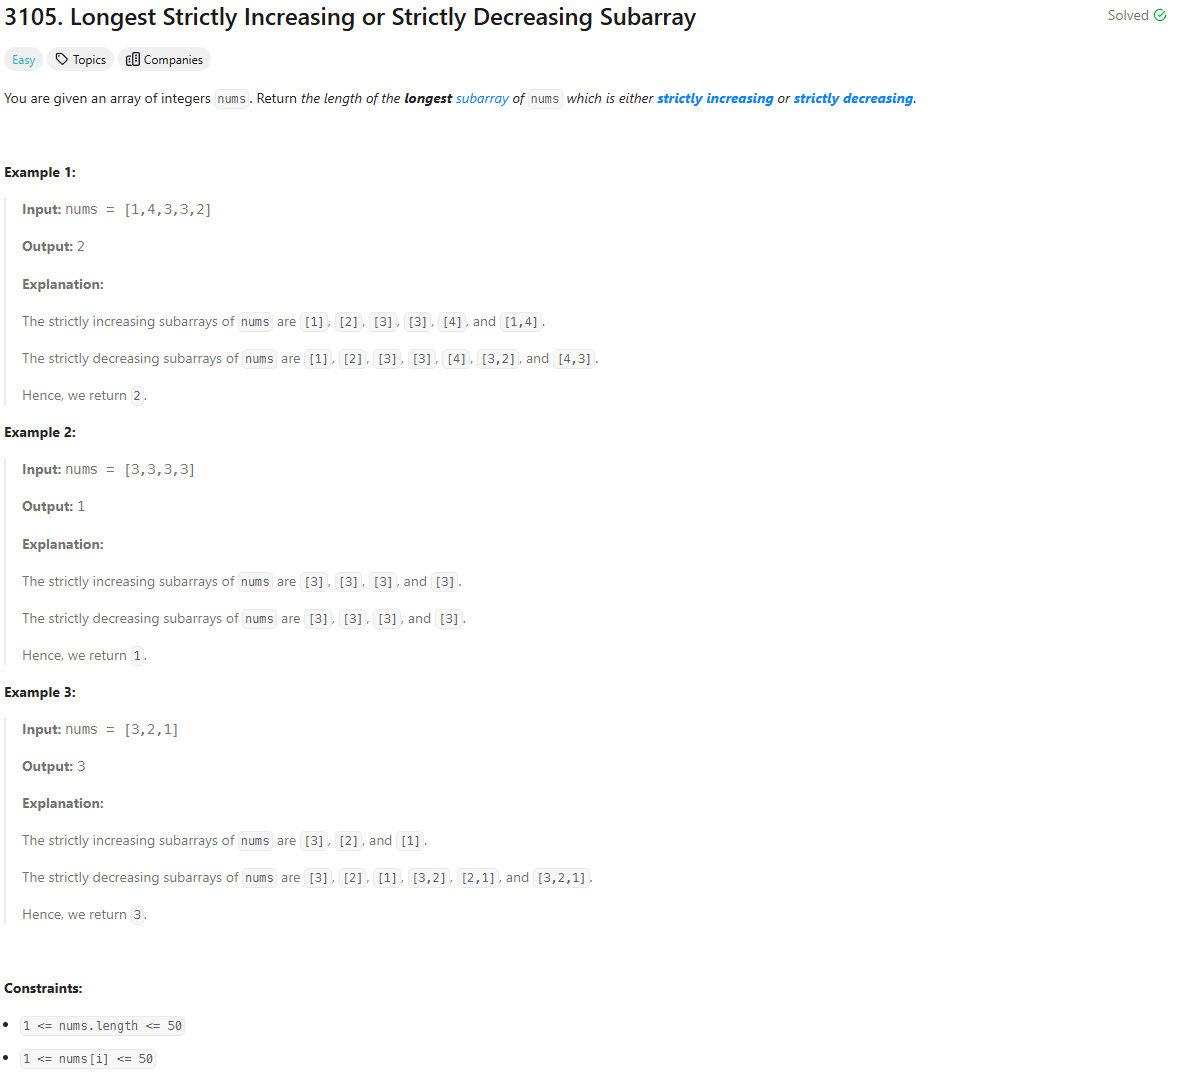 3105. Longest Strictly Increasing or Strictly Decreasing Subarray
Solved
Easy Topics Companies
You are given an array of integers nums. Return the length of the longest subarray of nums which is either strictly increasing or strictly decreasing.
Example 1:
Input: nums = [1,4,3,3,2]
Output: 2
Explanation:
The strictly increasing subarrays of nums are [1], [2], [3], [3], [4], and [1,4].
The strictly decreasing subarrays of nums are [1], [2], [3], [3], [4], [3,2], and [4,3].
Hence, we return 2.
Example 2:
Input: nums = [3,3,3,3]
Output: 1
Explanation:
The strictly increasing subarrays of nums are [3], [3], [3], and [3].
The strictly decreasing subarrays of nums are [3], [3], [3], and [3].
Hence, we return 1.
Example 3:
Input: nums = [3,2,1]
Output: 3
Explanation:
The strictly increasing subarrays of nums are [3], [2], and [1].
The strictly decreasing subarrays of nums are [3], [2], [1], [3,2], [2,1], and [3,2,1].
Hence, we return 3.
Constraints:
• 1 <= nums.length <= 50
• 1 <= nums[i] <= 50